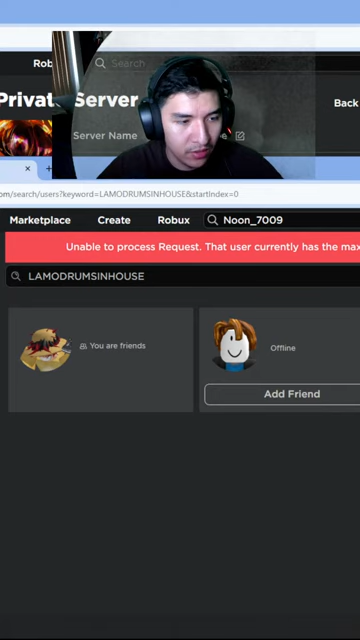 Rob
Search
Private Server
Back
Server Name
om/search/users?keyword=LAMODRUMSINHOUSE&startIndex=0
Marketplace Create Robux Noon_7009
Unable to process Request. That user currently has the max
LAMODRUMSINHOUSE
You are friends
Offline
Add Friend